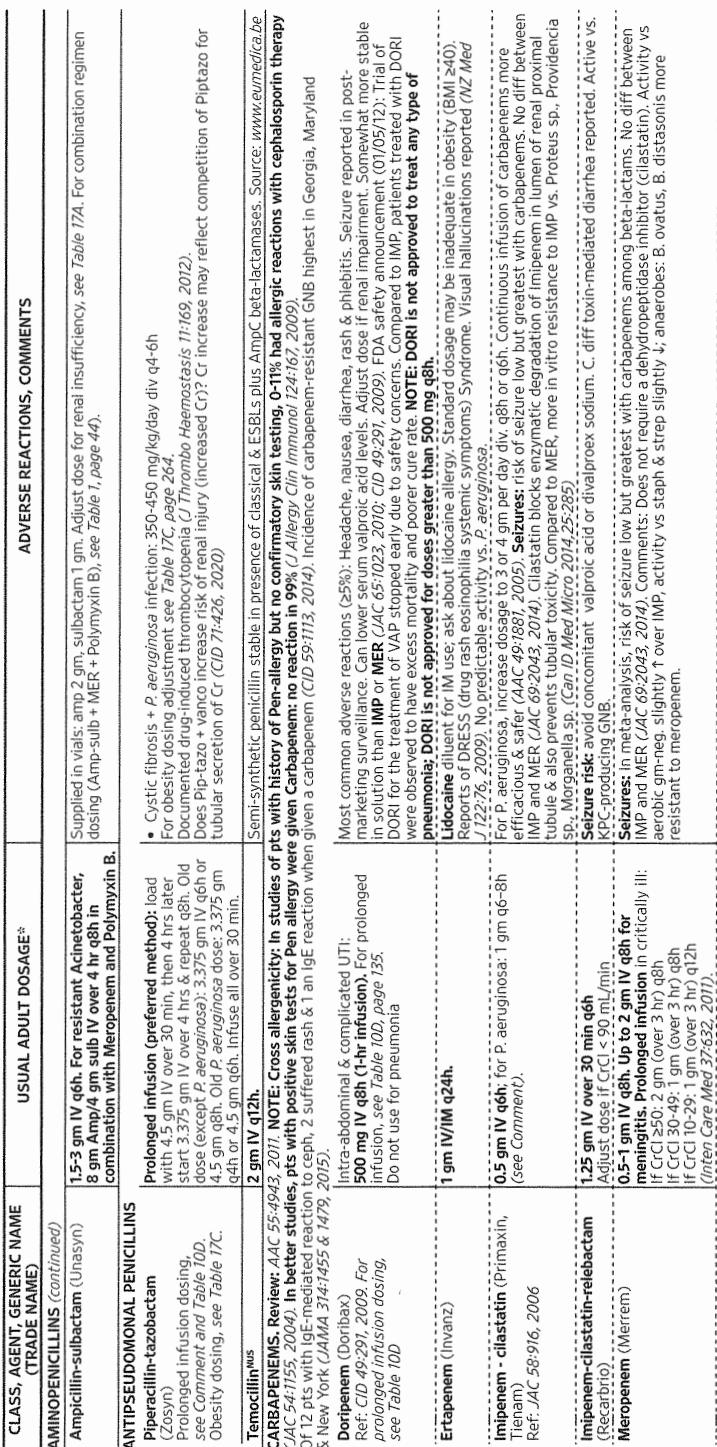 CLASS, AGENT, GENERIC NAME
(TRADE NAME)
USUAL ADULT DOSAGE*
ADVERSE REACTIONS, COMMENTS
AMINOPENICILLINS (continued)
Ampicillin-sulbactam (Unasyn)
1.5-3 gm IV q6h. For resistant Acinetobacter,
8 gm Amp/4 gm sulb IV over 4 hr q8h in
combination with Meropenem and Polymyxin B.
Supplied in vials: amp 2 gm, sulbactam 1 gm. Adjust dose for renal insufficiency, see Table 17A. For combination regimen
dosing (Amp-sulb + MER + Polymyxin B), see Table 1, page 44).
ANTIPSEUDOMONAL PENICILLINS
Piperacillin-tazobactam
(Zosyn)
Prolonged infusion dosing,
see Comment and Table 10D.
Obesity dosing, see Table 17C.
Prolonged infusion (preferred method): load
with 4.5 gm IV over 30 min, then 4 hrs later
start 3.375 gm IV over 4 hrs & repeat q8h. Old
dose (except P. aeruginosa): 3.375 gm IV q6h or
4.5 gm q8h. Old P. aeruginosa dose: 3.375 gm
q4h or 4.5 gm q6h. Infuse all over 30 min.
• Cystic fibrosis + P. aeruginosa infection: 350-450 mg/kg/day div q4-6h
For obesity dosing adjustment see Table 17C, page 264.
Documented drug-induced thrombocytopenia (J Thrombo Haemostasis 11:169, 2012).
Does Pip-tazo + vanco increase risk of renal injury (increased Cr)? Cr increase may reflect competition of Piptazo for
tubular secretion of Cr (CID 71:426, 2020)
Temocillin NUS
2 gm IV q12h.
Semi-synthetic penicillin stable in presence of classical & ESBLs plus AmpC beta-lactamases. Source: www.eumedica.be
CARBAPENEMS. Review: AAC 55:4943, 2011. NOTE: Cross allergenicity: In studies of pts with history of Pen-allergy but no confirmatory skin testing, 0-11% had allergic reactions with cephalosporin therapy
(JAC 54:1155, 2004). In better studies, pts with positive skin tests for Pen allergy were given Carbapenem: no reaction in 99% (J Allergy Clin Immunol 124:167, 2009).
Of 12 pts with IgE-mediated reaction to ceph, 2 suffered rash & 1 an IgE reaction when given a carbapenem (CID 59:1113, 2014). Incidence of carbapenem-resistant GNB highest in Georgia, Maryland
& New York (JAMA 314:1455 & 1479, 2015).
Doripenem (Doribax)
Ref: CID 49:291, 2009. For
prolonged infusion dosing,
see Table 10D
Intra-abdominal & complicated UTI:
500 mg IV q8h (1-hr infusion). For prolonged
infusion, see Table 10D, page 135.
Do not use for pneumonia
Most common adverse reactions (≥5%): Headache, nausea, diarrhea, rash & phlebitis. Seizure reported in post-
marketing surveillance. Can lower serum valproic acid levels. Adjust dose if renal impairment. Somewhat more stable
in solution than IMP or MER (JAC 65:1023, 2010; CID 49:291, 2009). FDA safety announcement (01/05/12): Trial of
DORI for the treatment of VAP stopped early due to safety concerns. Compared to IMP, patients treated with DORI
were observed to have excess mortality and poorer cure rate. NOTE: DORI is not approved to treat any type of
pneumonia; DORI is not approved for doses greater than 500 mg q8h.
Ertapenem (Invanz)
1 gm IV/IM q24h.
Lidocaine diluent for IM use; ask about lidocaine allergy. Standard dosage may be inadequate in obesity (BMI ≥40).
Reports of DRESS (drug rash eosinophilia systemic symptoms) Syndrome. Visual hallucinations reported (NZ Med
J 122:76, 2009). No predictable activity vs. P. aeruginosa.
Imipenem - cilastatin (Primaxin,
Tienam)
Ref: JAC 58:916, 2006
0.5 gm IV q6h; for P. aeruginosa: 1 gm q6-8h
(see Comment).
For P. aeruginosa, increase dosage to 3 or 4 gm per day div. q8h or q6h. Continuous infusion of carbapenems more
efficacious & safer (AAC 49:1881, 2005). Seizures: risk of seizure low but greatest with carbapenems. No diff between
IMP and MER (JAC 69:2043, 2014). Cilastatin blocks enzymatic degradation of Imipenem in lumen of renal proximal
tubule & also prevents tubular toxicity. Compared to MER, more in vitro resistance to IMP vs. Proteus sp., Providencia
sp., Morganella sp. (Can ID Med Micro 2014,25:285)
Imipenem-cilastatin-relebactam
(Recarbrio)
1.25 gm IV over 30 min q6h
Adjust dose if CrCl < 90 mL/min
Seizure risk: avoid concomitant valproic acid or divalproex sodium. C. diff toxin-mediated diarrhea reported. Active vs.
KPC-producing GNB.
Meropenem (Merrem)
0.5-1 gm IV q8h. Up to 2 gm IV q8h for
meningitis. Prolonged infusion in critically ill:
If CrCl ≥50: 2 gm (over 3 hr) q8h
If CrCl 30-49: 1 gm (over 3 hr) q8h
If CrCl 10-29: 1 gm (over 3 hr) q12h
(Inten Care Med 37:632, 2011).
Seizures: In meta-analysis, risk of seizure low but greatest with carbapenems among beta-lactams. No diff between
IMP and MER (JAC 69:2043, 2014). Comments: Does not require a dehydropeptidase inhibitor (cilastatin). Activity vs
aerobic gm-neg. slightly ↑ over IMP, activity vs staph & strep slightly ↓; anaerobes: B. ovatus, B. distasonis more
resistant to meropenem.